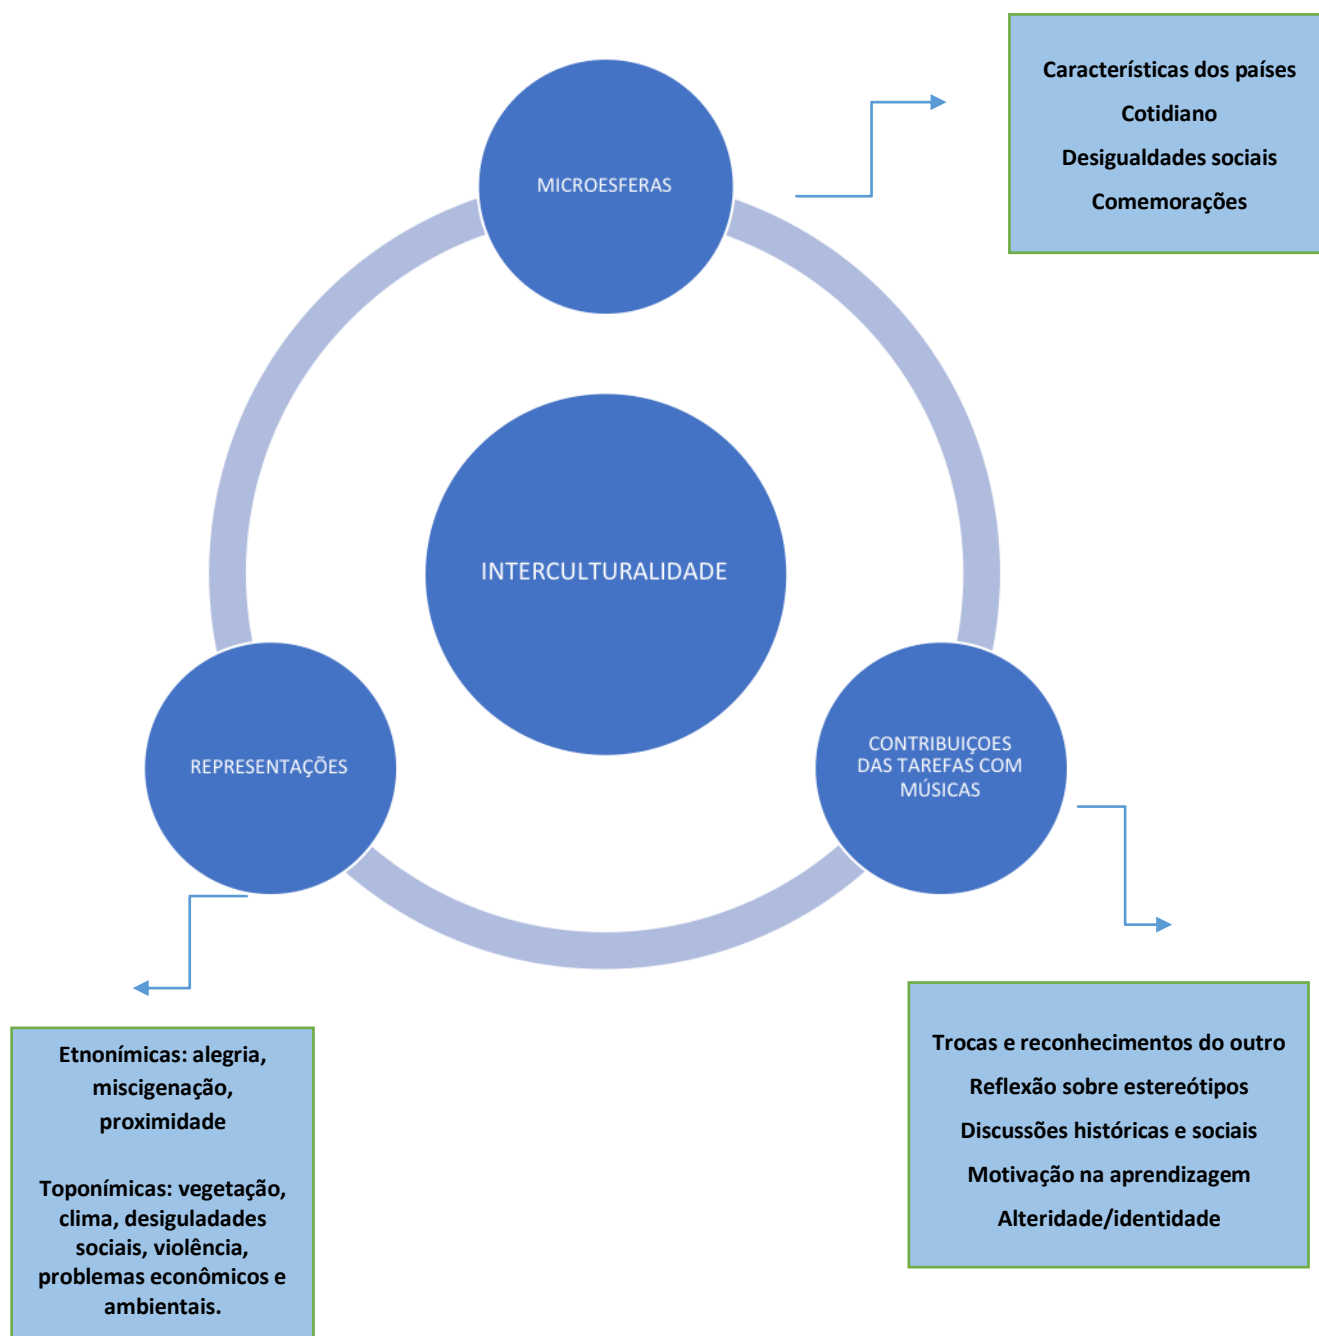 Características dos países
Cotidiano
Desigualdades sociais
Comemorações
MICROESFERAS
INTERCULTURALIDADE
REPRESENTAÇÕES
CONTRIBUIÇOES
DAS TAREFAS COM
MÚSICAS
Etnonímicas: alegria,
miscigenação,
proximidade
Toponímicas: vegetação,
clima, desiguladades
sociais, violência,
problemas econômicos e
ambientais.
Trocas e reconhecimentos do outro
Reflexão sobre estereótipos
Discussões históricas e sociais
Motivação na aprendizagem
Alteridade/identidade